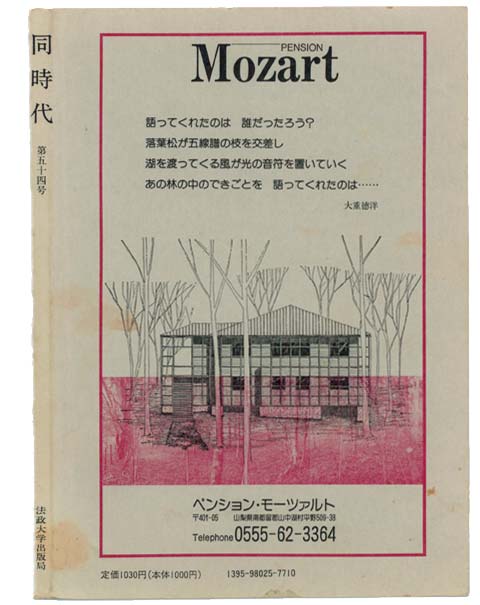 同時代
第五十四号
法政大学出版局
PENSION
Mozart
語ってくれたのは 誰だったろう?
落葉松が五線譜の枝を交差し
湖を渡ってくる風が光の音符を置いていく
あの林の中のできごとを 語ってくれたのは……
大重徳洋
ペンション・モーツァルト
〒401-05 山梨県南都留郡山中湖村平野509-38
Telephone 0555-62-3364
定価1030円(本体1000円) 1395-98025-7710